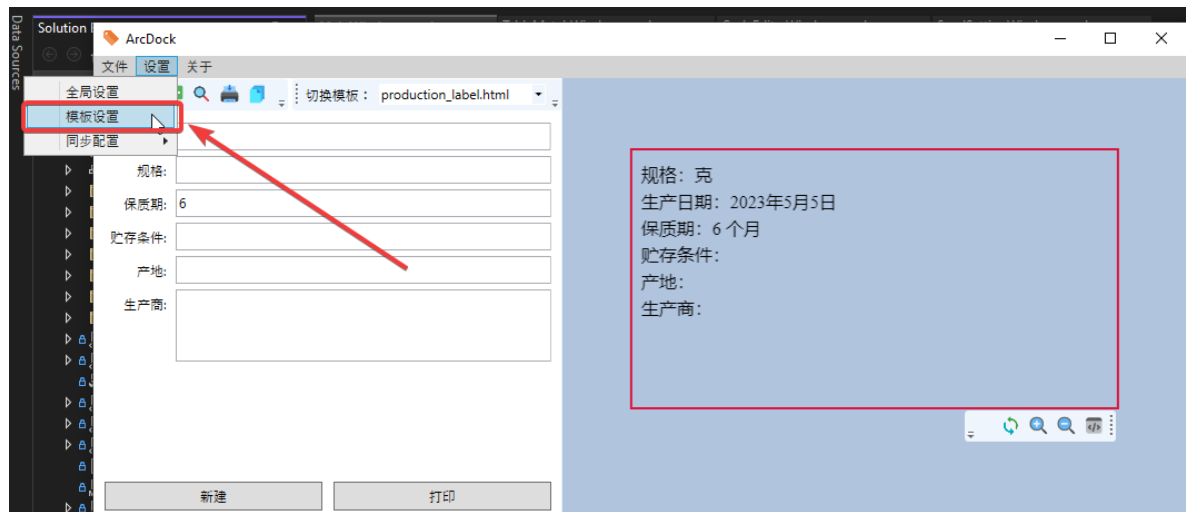 Data Sources
Solution
ArcDock
文件 设置 关于
全局设置
模板设置
同步配置
切换模板： production_label.html
规格:
保质期: 6
贮存条件:
产地:
生产商:
新建
打印
规格：克
生产日期：2023年5月5日
保质期：6 个月
贮存条件：
产地：
生产商：